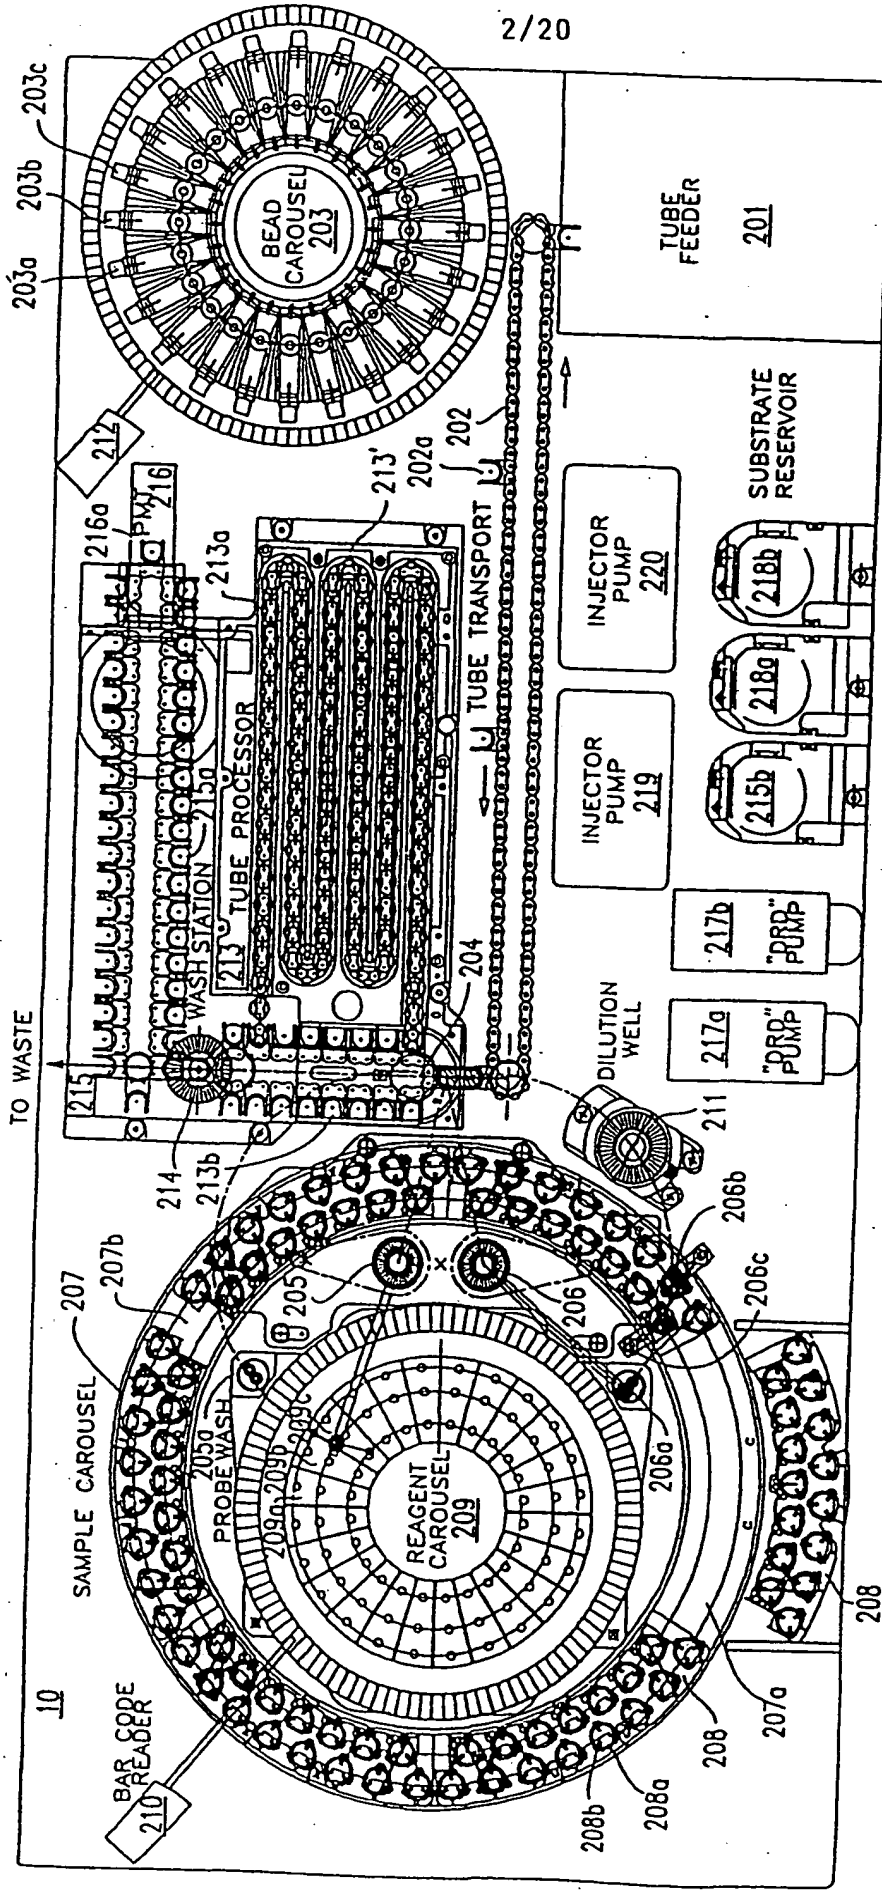 2/20
10
BAR CODE
READER
210
SAMPLE CAROUSEL
207
207b
205a
PROBE WASH
209a
209b
209c
REAGENT
CAROUSEL
209
205
206
206a
206b
206c
208b
208a
208
207a
208
TO WASTE
215
214
213b
WASH STATION
215a
213
TUBE PROCESSOR
213a
213'
216a
PMT
216
212
203a
203b
203c
BEAD
CAROUSEL
203
204
TUBE TRANSPORT
202a
202
TUBE
FEEDER
201
DILUTION
WELL
211
INJECTOR
PUMP
219
INJECTOR
PUMP
220
217a
"DRD"
PUMP
217b
"DRD"
PUMP
215b
218a
218b
SUBSTRATE
RESERVOIR